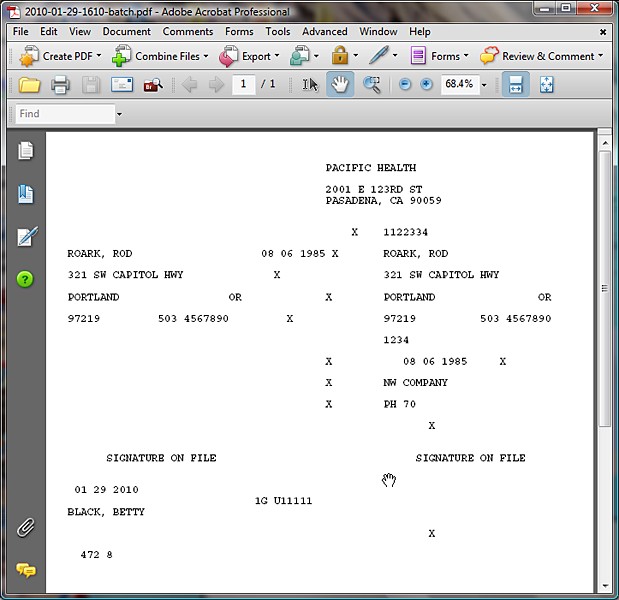 2010-01-29-1610-batch.pdf - Adobe Acrobat Professional
File Edit View Document Comments Forms Tools Advanced Window Help
Create PDF Combine Files Export Forms Review & Comment
1 / 1 68.4%
Find
PACIFIC HEALTH
2001 E 123RD ST
PASADENA, CA 90059
X 1122334
ROARK, ROD 08 06 1985 X ROARK, ROD
321 SW CAPITOL HWY X 321 SW CAPITOL HWY
PORTLAND OR X PORTLAND OR
97219 503 4567890 X 97219 503 4567890
1234
X 08 06 1985 X
X NW COMPANY
X PH 70
X
SIGNATURE ON FILE SIGNATURE ON FILE
01 29 2010
1G U11111
BLACK, BETTY
X
472 8